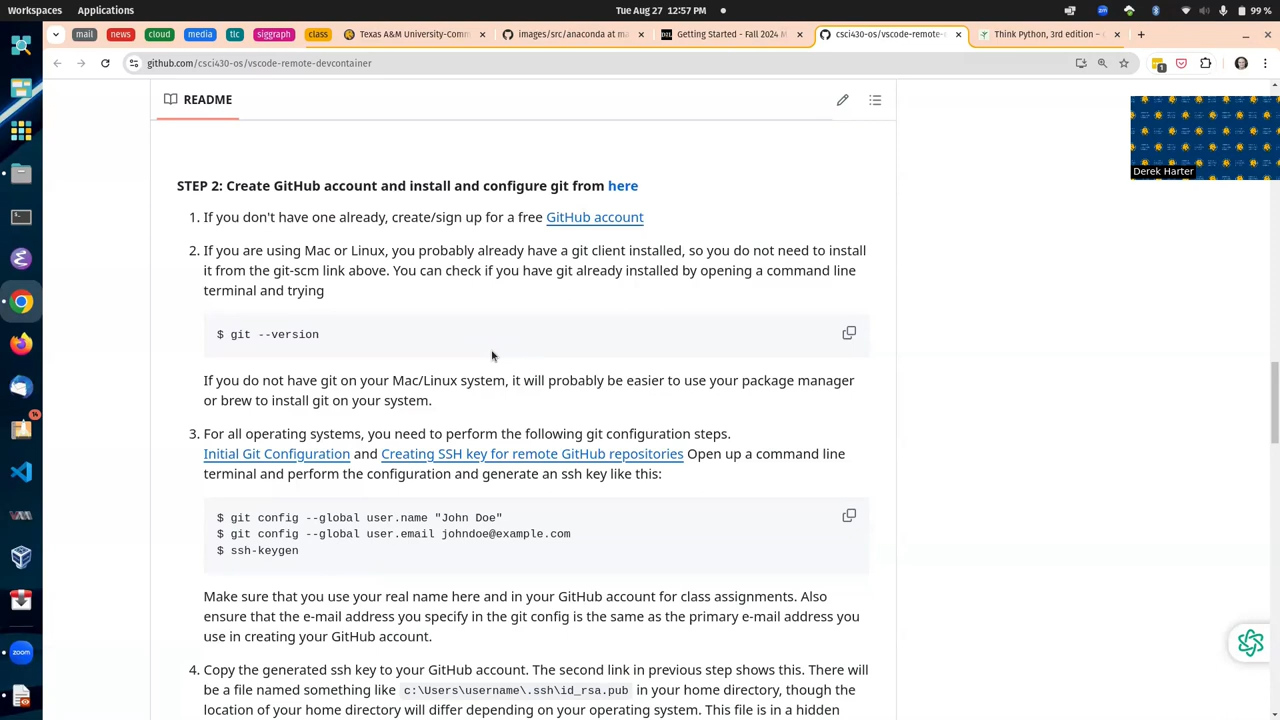 Workspaces Applications Tue Aug 27 12:57 PM 99 %
mail news cloud media tlc siggraph class Texas A&M University-Comm images/src/anaconda at ma D2L Getting Started - Fall 2024 M csci430-os/vscode-remote- Think Python, 3rd edition –
github.com/csci430-os/vscode-remote-devcontainer
README
Derek Harter
STEP 2: Create GitHub account and install and configure git from here
1. If you don't have one already, create/sign up for a free GitHub account
2. If you are using Mac or Linux, you probably already have a git client installed, so you do not need to install
it from the git-scm link above. You can check if you have git already installed by opening a command line
terminal and trying
$ git --version
If you do not have git on your Mac/Linux system, it will probably be easier to use your package manager
or brew to install git on your system.
3. For all operating systems, you need to perform the following git configuration steps.
Initial Git Configuration and Creating SSH key for remote GitHub repositories Open up a command line
terminal and perform the configuration and generate an ssh key like this:
$ git config --global user.name "John Doe"
$ git config --global user.email johndoe@example.com
$ ssh-keygen
Make sure that you use your real name here and in your GitHub account for class assignments. Also
ensure that the e-mail address you specify in the git config is the same as the primary e-mail address you
use in creating your GitHub account.
4. Copy the generated ssh key to your GitHub account. The second link in previous step shows this. There will
be a file named something like c:\Users\username\.ssh\id_rsa.pub in your home directory, though the
location of your home directory will differ depending on your operating system. This file is in a hidden
14
zoom
1